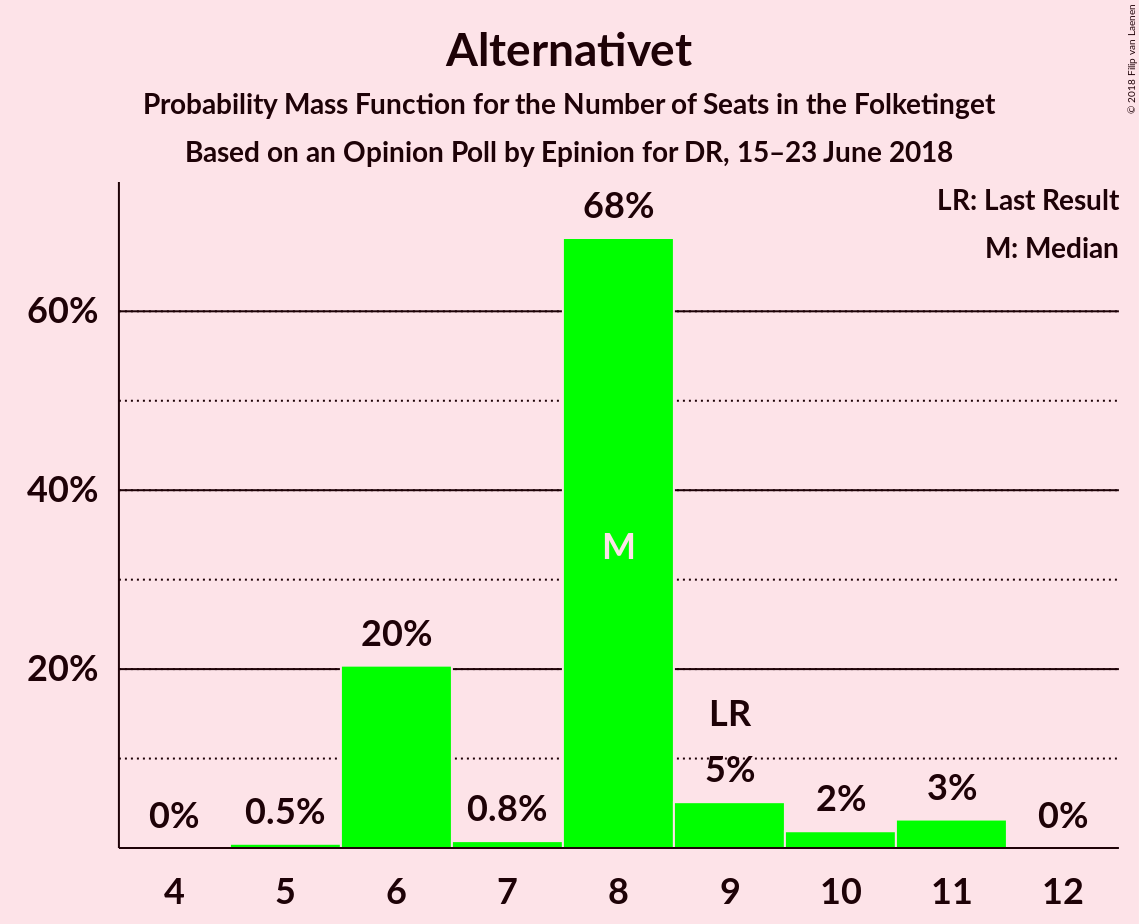 Alternativet
Probability Mass Function for the Number of Seats in the Folketinget
Based on an Opinion Poll by Epinion for DR, 15–23 June 2018
© 2018 Filip van Laenen
LR: Last Result
M: Median
68%
60%
40%
20%
M
20%
LR
5%
0%
0.5%
0.8%
2%
3%
0%
4 5 6 7 8 9 10 11 12